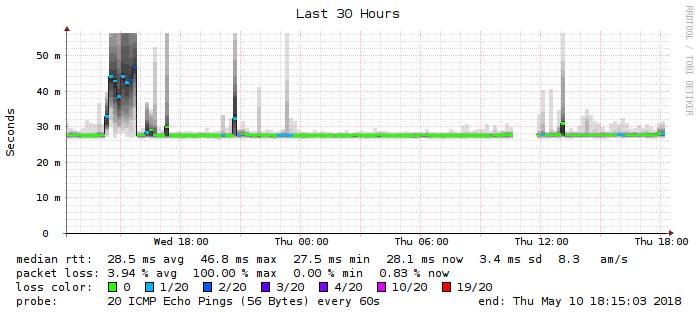 Last 30 Hours
RRDTOOL / TOBI OETIKER
Seconds
50 m
40 m
30 m
20 m
10 m
0
Wed 18:00 Thu 00:00 Thu 06:00 Thu 12:00 Thu 18:00
median rtt: 28.5 ms avg 46.8 ms max 27.5 ms min 28.1 ms now 3.4 ms sd 8.3 am/s
packet loss: 3.94 % avg 100.00 % max 0.00 % min 0.83 % now
loss color: 0 1/20 2/20 3/20 4/20 10/20 19/20
probe: 20 ICMP Echo Pings (56 Bytes) every 60s end: Thu May 10 18:15:03 2018